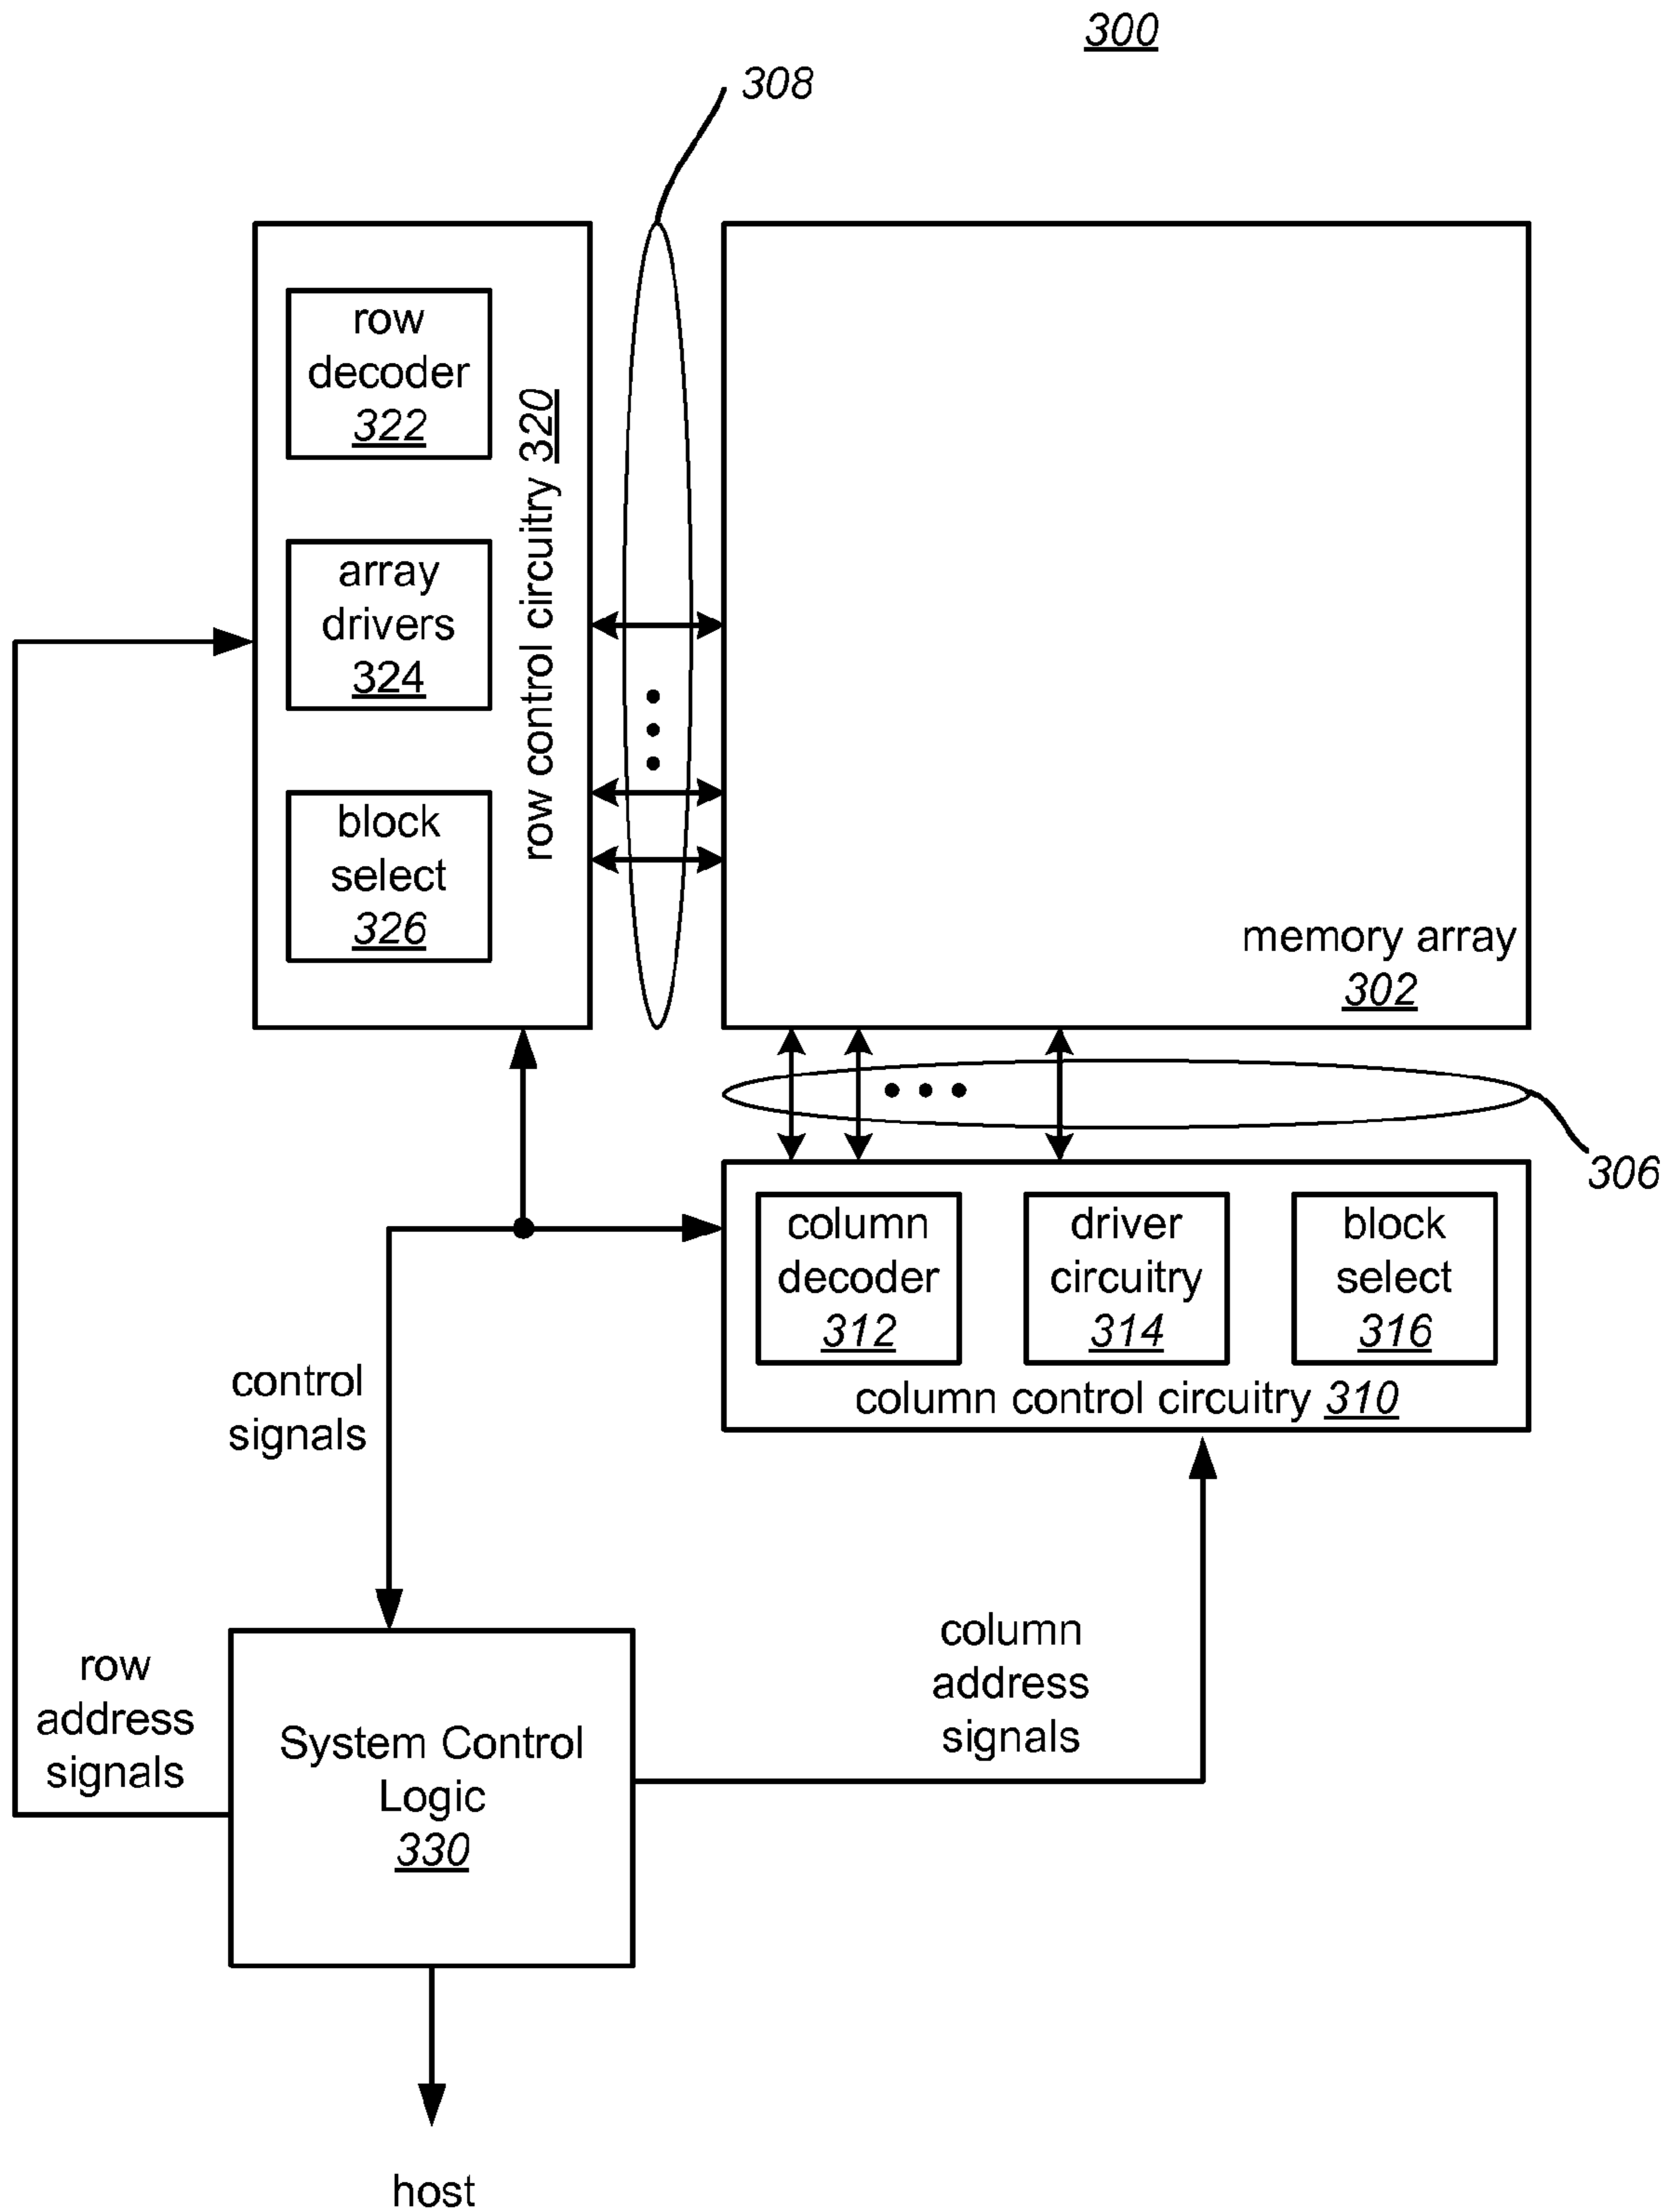 300
308
row
decoder
322
array
drivers
324
block
select
326
row control circuitry 320
memory array
302
306
column
decoder
312
driver
circuitry
314
block
select
316
column control circuitry 310
control
signals
row
address
signals
System Control
Logic
330
column
address
signals
host